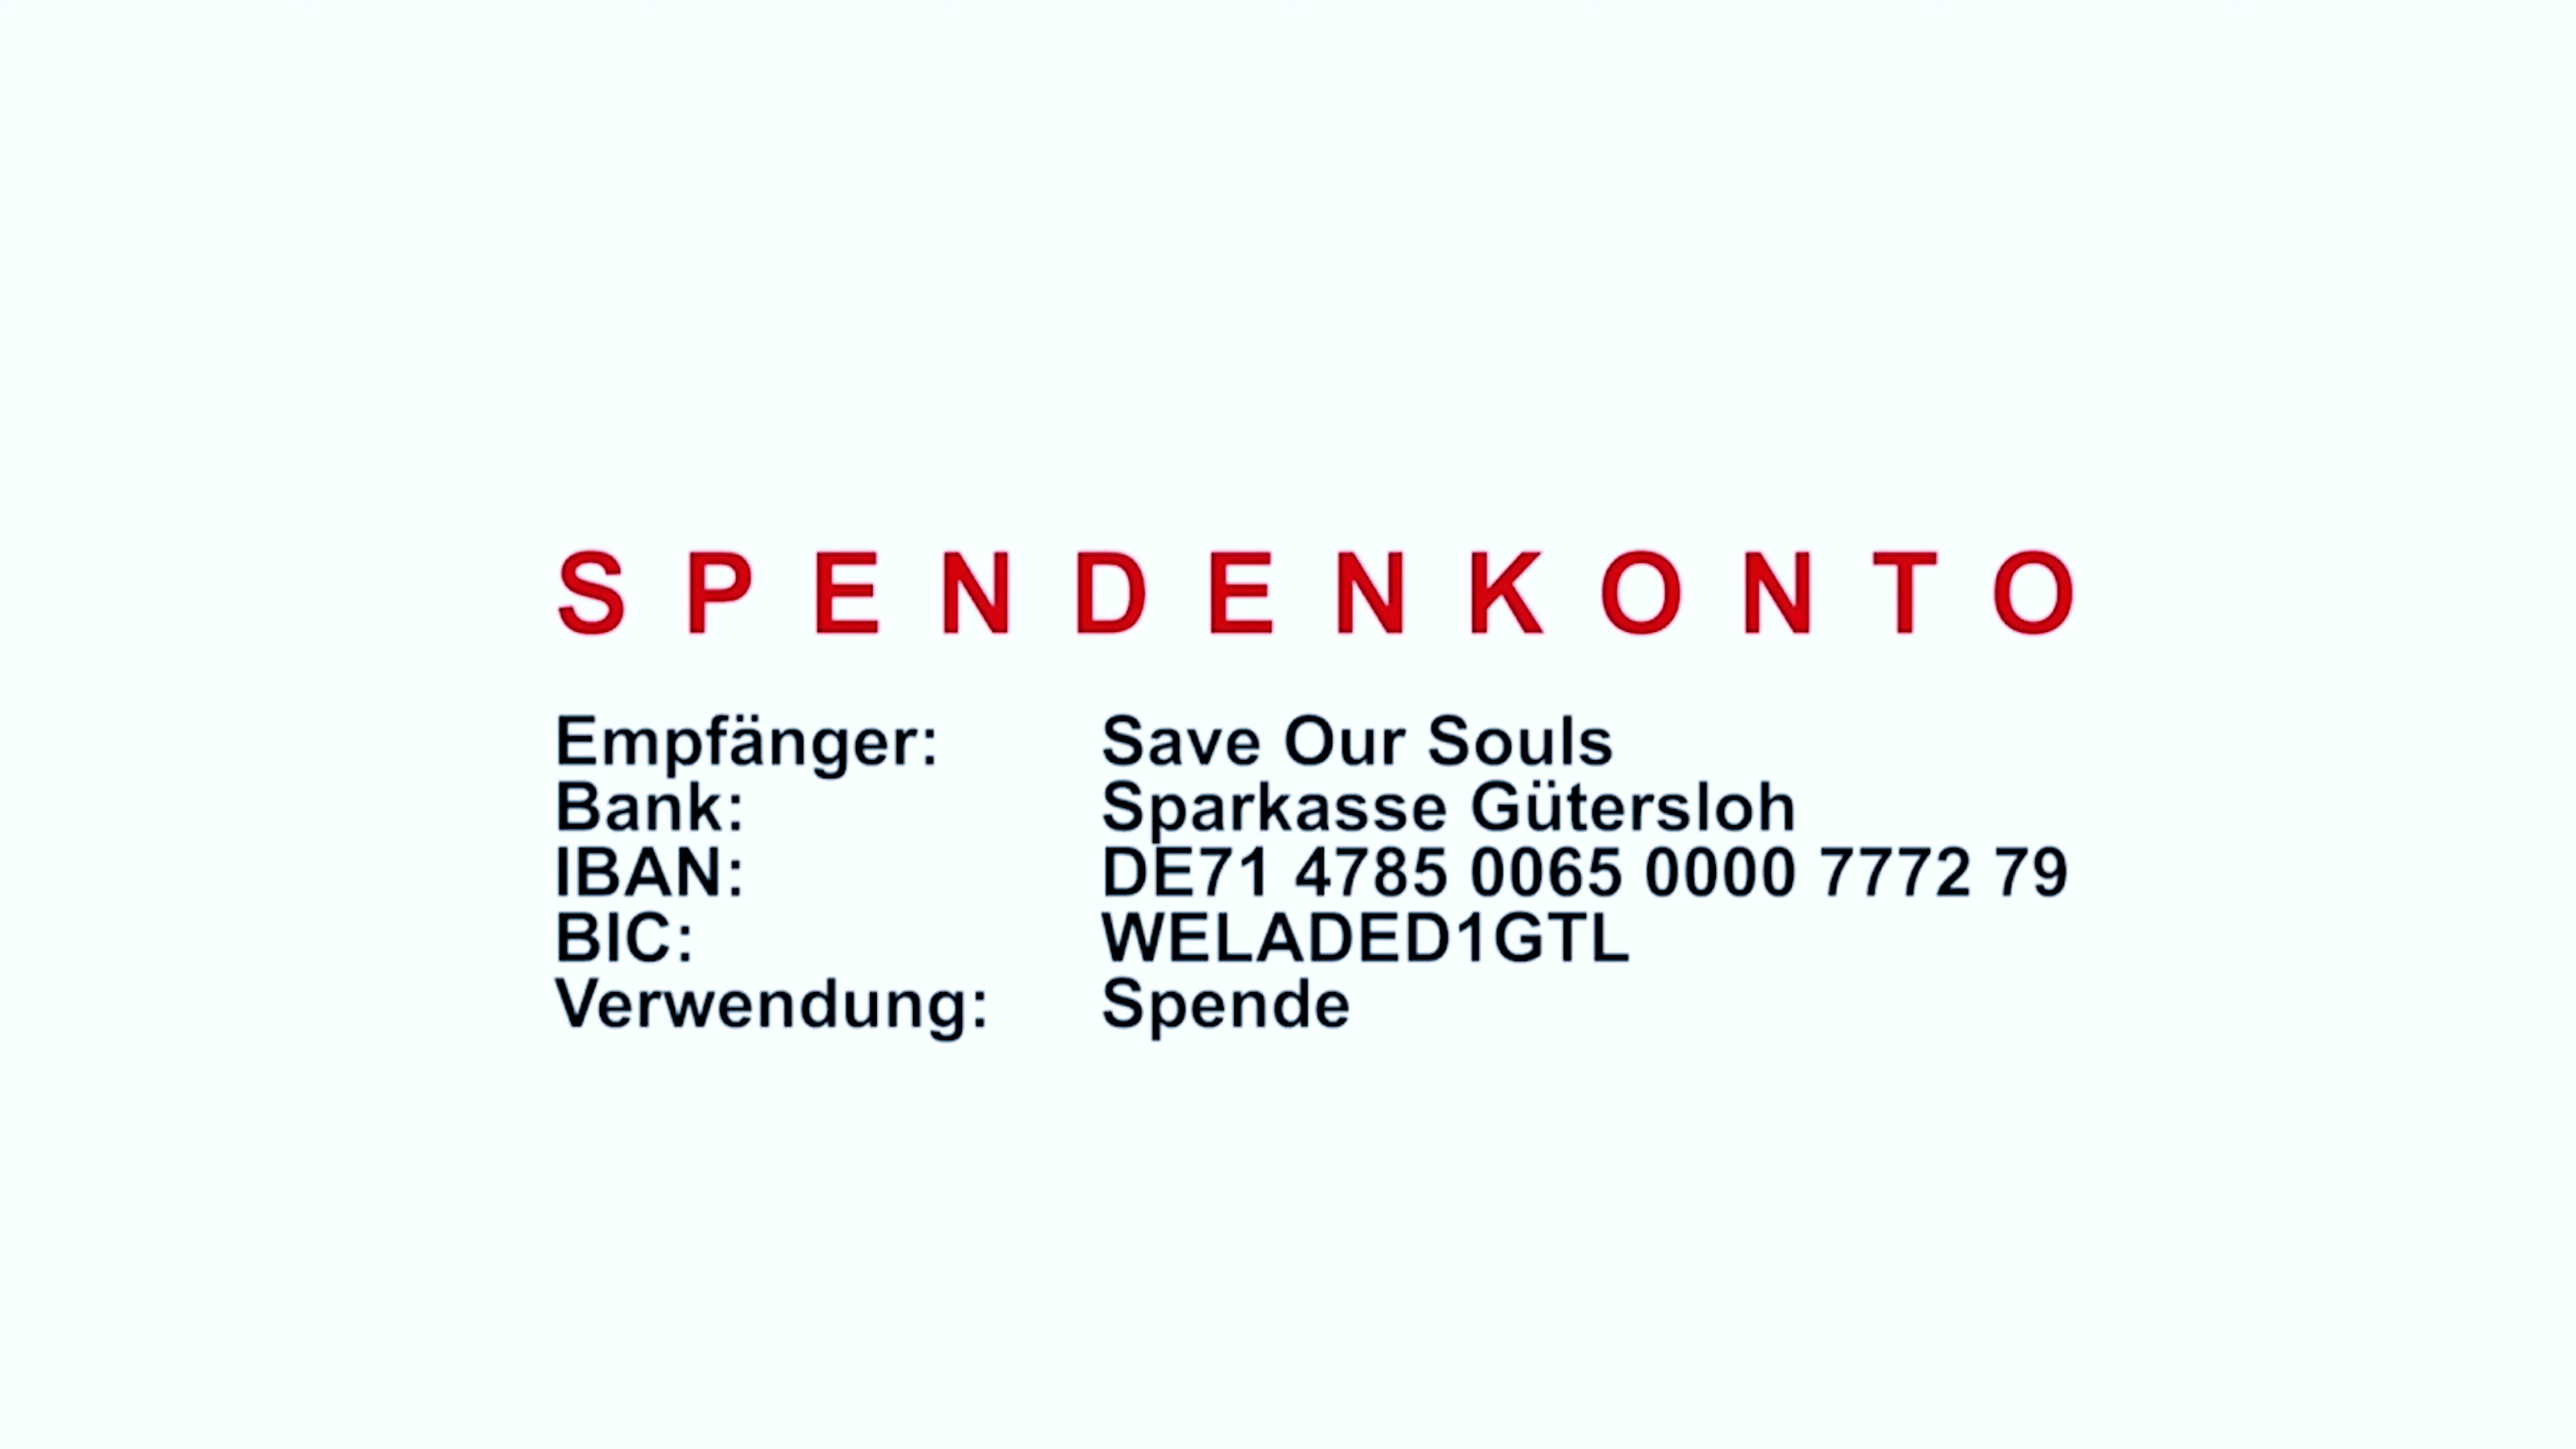 SPENDENKONTO
Empfänger: Save Our Souls
Bank: Sparkasse Gütersloh
IBAN: DE71 4785 0065 0000 7772 79
BIC: WELADED1GTL
Verwendung: Spende